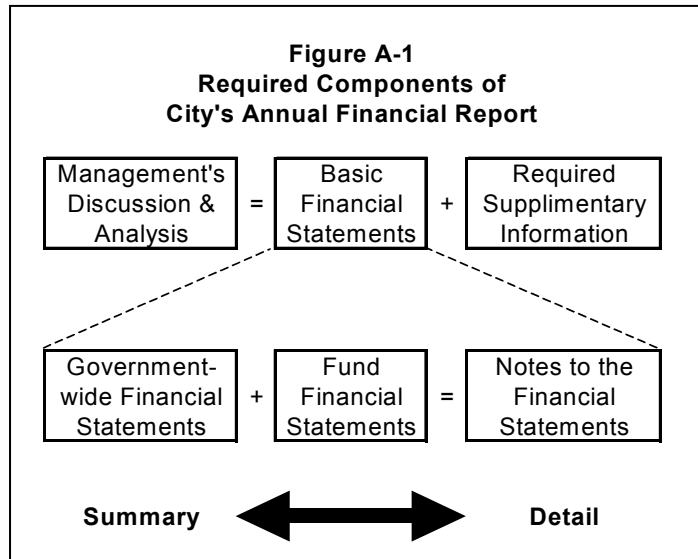 Figure A-1
Required Components of
City's Annual Financial Report
Management's
Discussion &
Analysis
=
Basic
Financial
Statements
+
Required
Supplimentary
Information
Government-
wide Financial
Statements
+
Fund
Financial
Statements
=
Notes to the
Financial
Statements
Summary
Detail